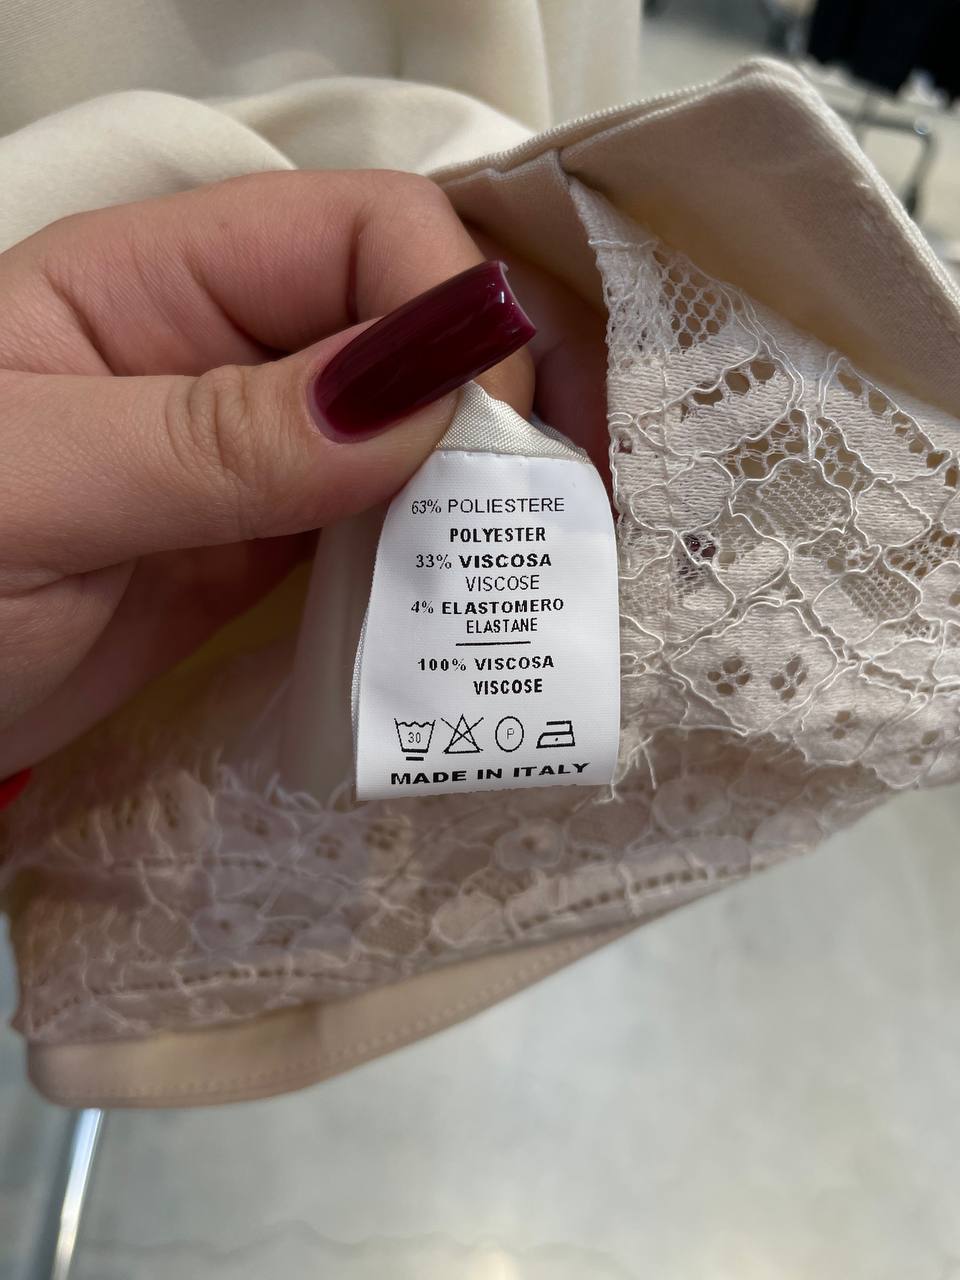 63% POLIESTERE
POLYESTER
33% VISCOSA
VISCOSE
4% ELASTOMERO
ELASTANE
100% VISCOSA
VISCOSE
30 P
MADE IN ITALY